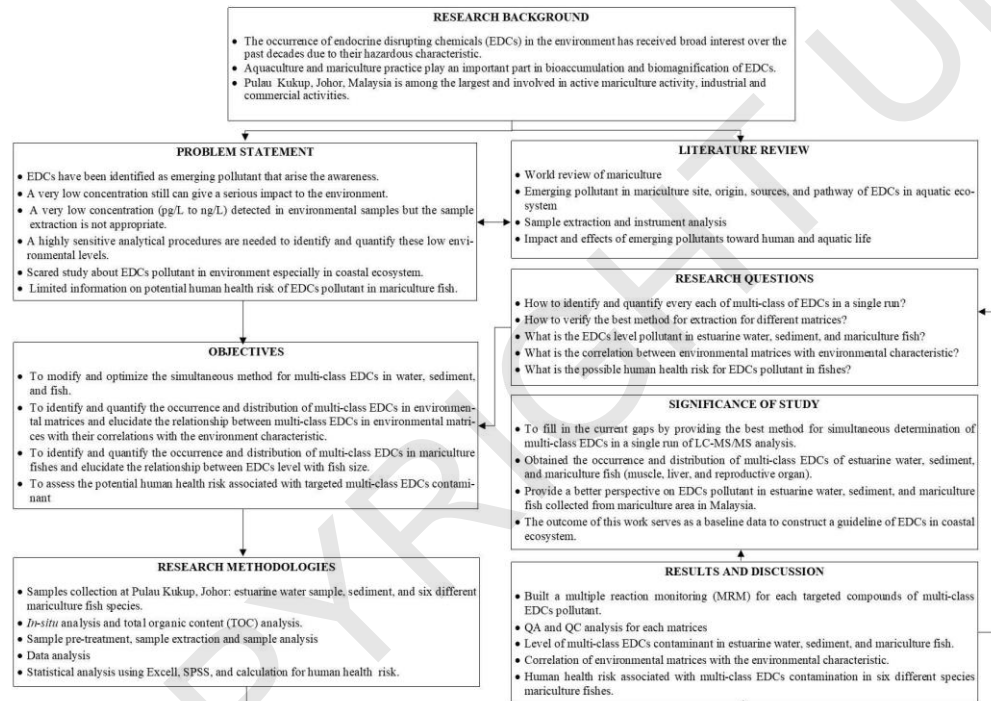 RESEARCH BACKGROUND
• The occurrence of endocrine disrupting chemicals (EDCs) in the environment has received broad interest over the
past decades due to their hazardous characteristic.
• Aquaculture and mariculture practice play an important part in bioaccumulation and biomagnification of EDCs.
• Pulau Kukup, Johor, Malaysia is among the largest and involved in active mariculture activity, industrial and
commercial activities.
PROBLEM STATEMENT
• EDCs have been identified as emerging pollutant that arise the awareness.
• A very low concentration still can give a serious impact to the environment.
• A very low concentration (pg/L to ng/L) detected in environmental samples but the sample
extraction is not appropriate.
• A highly sensitive analytical procedures are needed to identify and quantify these low envi-
ronmental levels.
• Scared study about EDCs pollutant in environment especially in coastal ecosystem.
• Limited information on potential human health risk of EDCs pollutant in mariculture fish.
LITERATURE REVIEW
• World review of mariculture
• Emerging pollutant in mariculture site, origin, sources, and pathway of EDCs in aquatic eco-
system
• Sample extraction and instrument analysis
• Impact and effects of emerging pollutants toward human and aquatic life
RESEARCH QUESTIONS
• How to identify and quantify every each of multi-class of EDCs in a single run?
• How to verify the best method for extraction for different matrices?
• What is the EDCs level pollutant in estuarine water, sediment, and mariculture fish?
• What is the correlation between environmental matrices with environmental characteristic?
• What is the possible human health risk for EDCs pollutant in fishes?
OBJECTIVES
• To modify and optimize the simultaneous method for multi-class EDCs in water, sediment,
and fish.
• To identify and quantify the occurrence and distribution of multi-class EDCs in environmen-
tal matrices and elucidate the relationship between multi-class EDCs in environmental matri-
ces with their correlations with the environment characteristic.
• To identify and quantify the occurrence and distribution of multi-class EDCs in mariculture
fishes and elucidate the relationship between EDCs level with fish size.
• To assess the potential human health risk associated with targeted multi-class EDCs contami-
nant
SIGNIFICANCE OF STUDY
• To fill in the current gaps by providing the best method for simultaneous determination of
multi-class EDCs in a single run of LC-MS/MS analysis.
• Obtained the occurrence and distribution of multi-class EDCs of estuarine water, sediment,
and mariculture fish (muscle, liver, and reproductive organ).
• Provide a better perspective on EDCs pollutant in estuarine water, sediment, and mariculture
fish collected from mariculture area in Malaysia.
• The outcome of this work serves as a baseline data to construct a guideline of EDCs in coastal
ecosystem.
RESEARCH METHODOLOGIES
• Samples collection at Pulau Kukup, Johor: estuarine water sample, sediment, and six different
mariculture fish species.
• In-situ analysis and total organic content (TOC) analysis.
• Sample pre-treatment, sample extraction and sample analysis
• Data analysis
• Statistical analysis using Excell, SPSS, and calculation for human health risk.
RESULTS AND DISCUSSION
• Built a multiple reaction monitoring (MRM) for each targeted compounds of multi-class
EDCs pollutant.
• QA and QC analysis for each matrices
• Level of multi-class EDCs contaminant in estuarine water, sediment, and mariculture fish.
• Correlation of environmental matrices with the environmental characteristic.
• Human health risk associated with multi-class EDCs contamination in six different species
mariculture fishes.
OPYRIGHT U